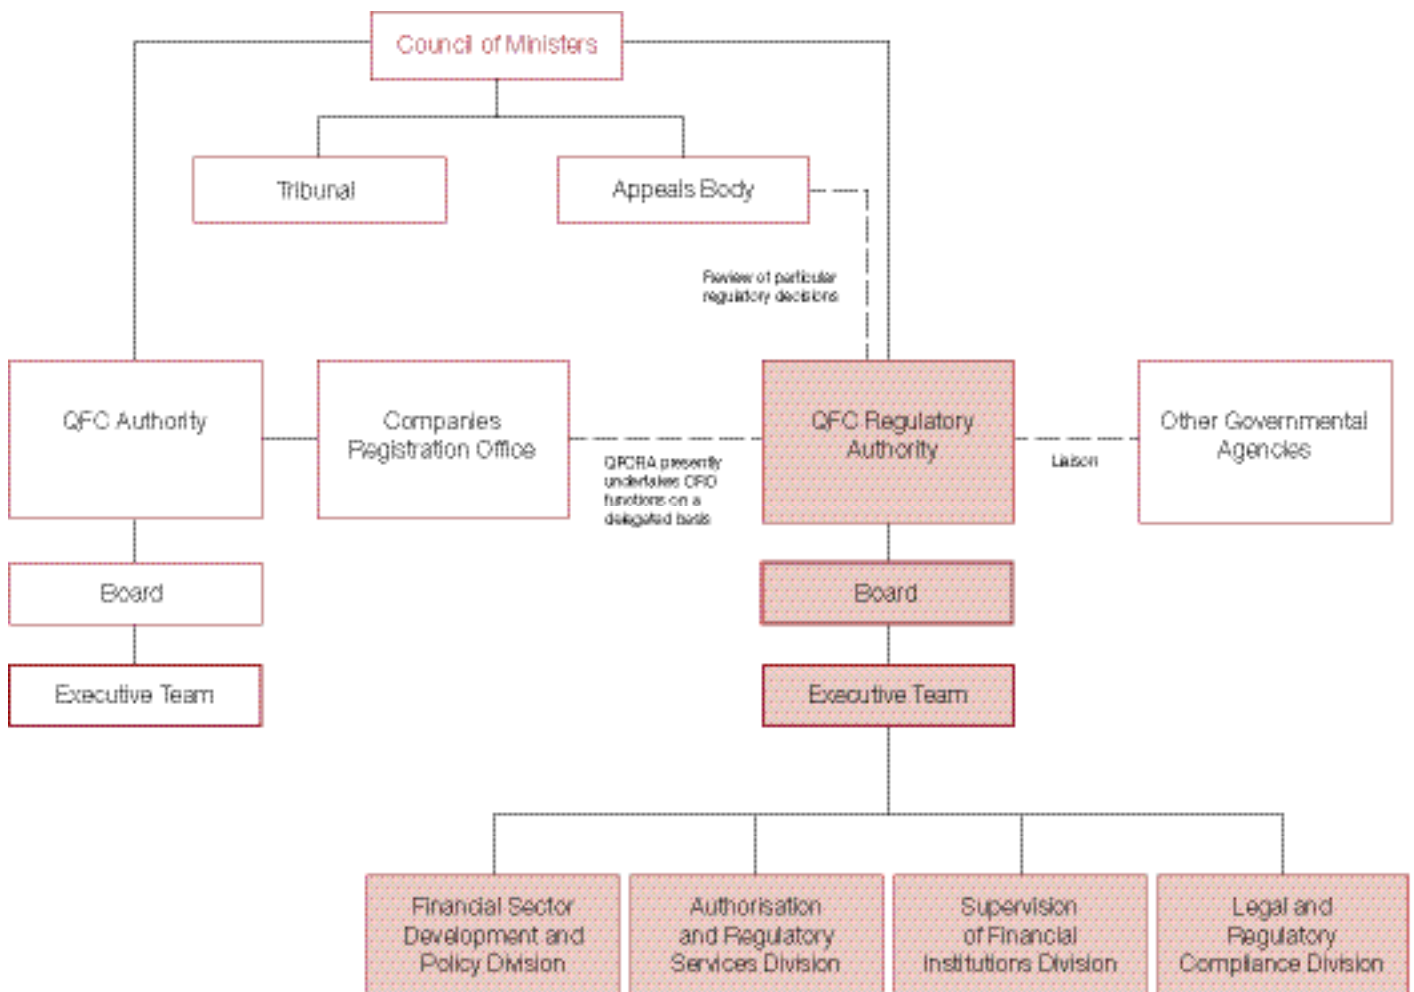 Council of Ministers
Tribunal
Appeals Body
Review of particular
regulatory decisions
QFC Authority
Companies
Registration Office
QFCRA presently
undertakes CRO
functions on a
delegated basis
QFC Regulatory
Authority
Liaison
Other Governmental
Agencies
Board
Board
Executive Team
Executive Team
Financial Sector
Development and
Policy Division
Authorisation
and Regulatory
Services Division
Supervision
of Financial
Institutions Division
Legal and
Regulatory
Compliance Division